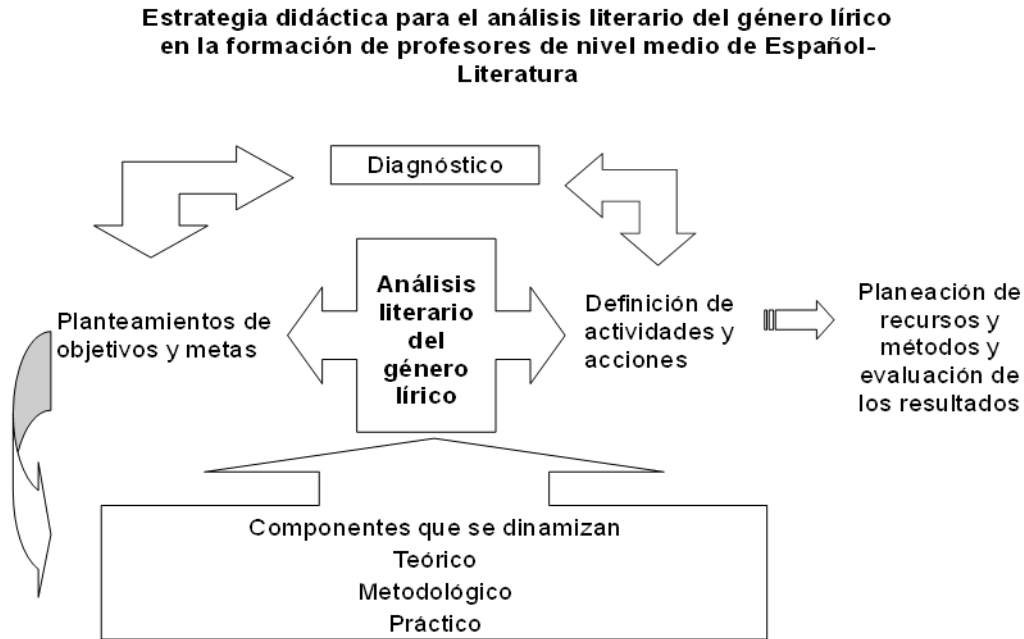 Estrategia didáctica para el análisis literario del género lírico
en la formación de profesores de nivel medio de Español-
Literatura
Diagnóstico
Análisis
literario
del
género
lírico
Planteamientos de
objetivos y metas
Definición de
actividades y
acciones
Planeación de
recursos y
métodos y
evaluación de
los resultados
Componentes que se dinamizan
Teórico
Metodológico
Práctico